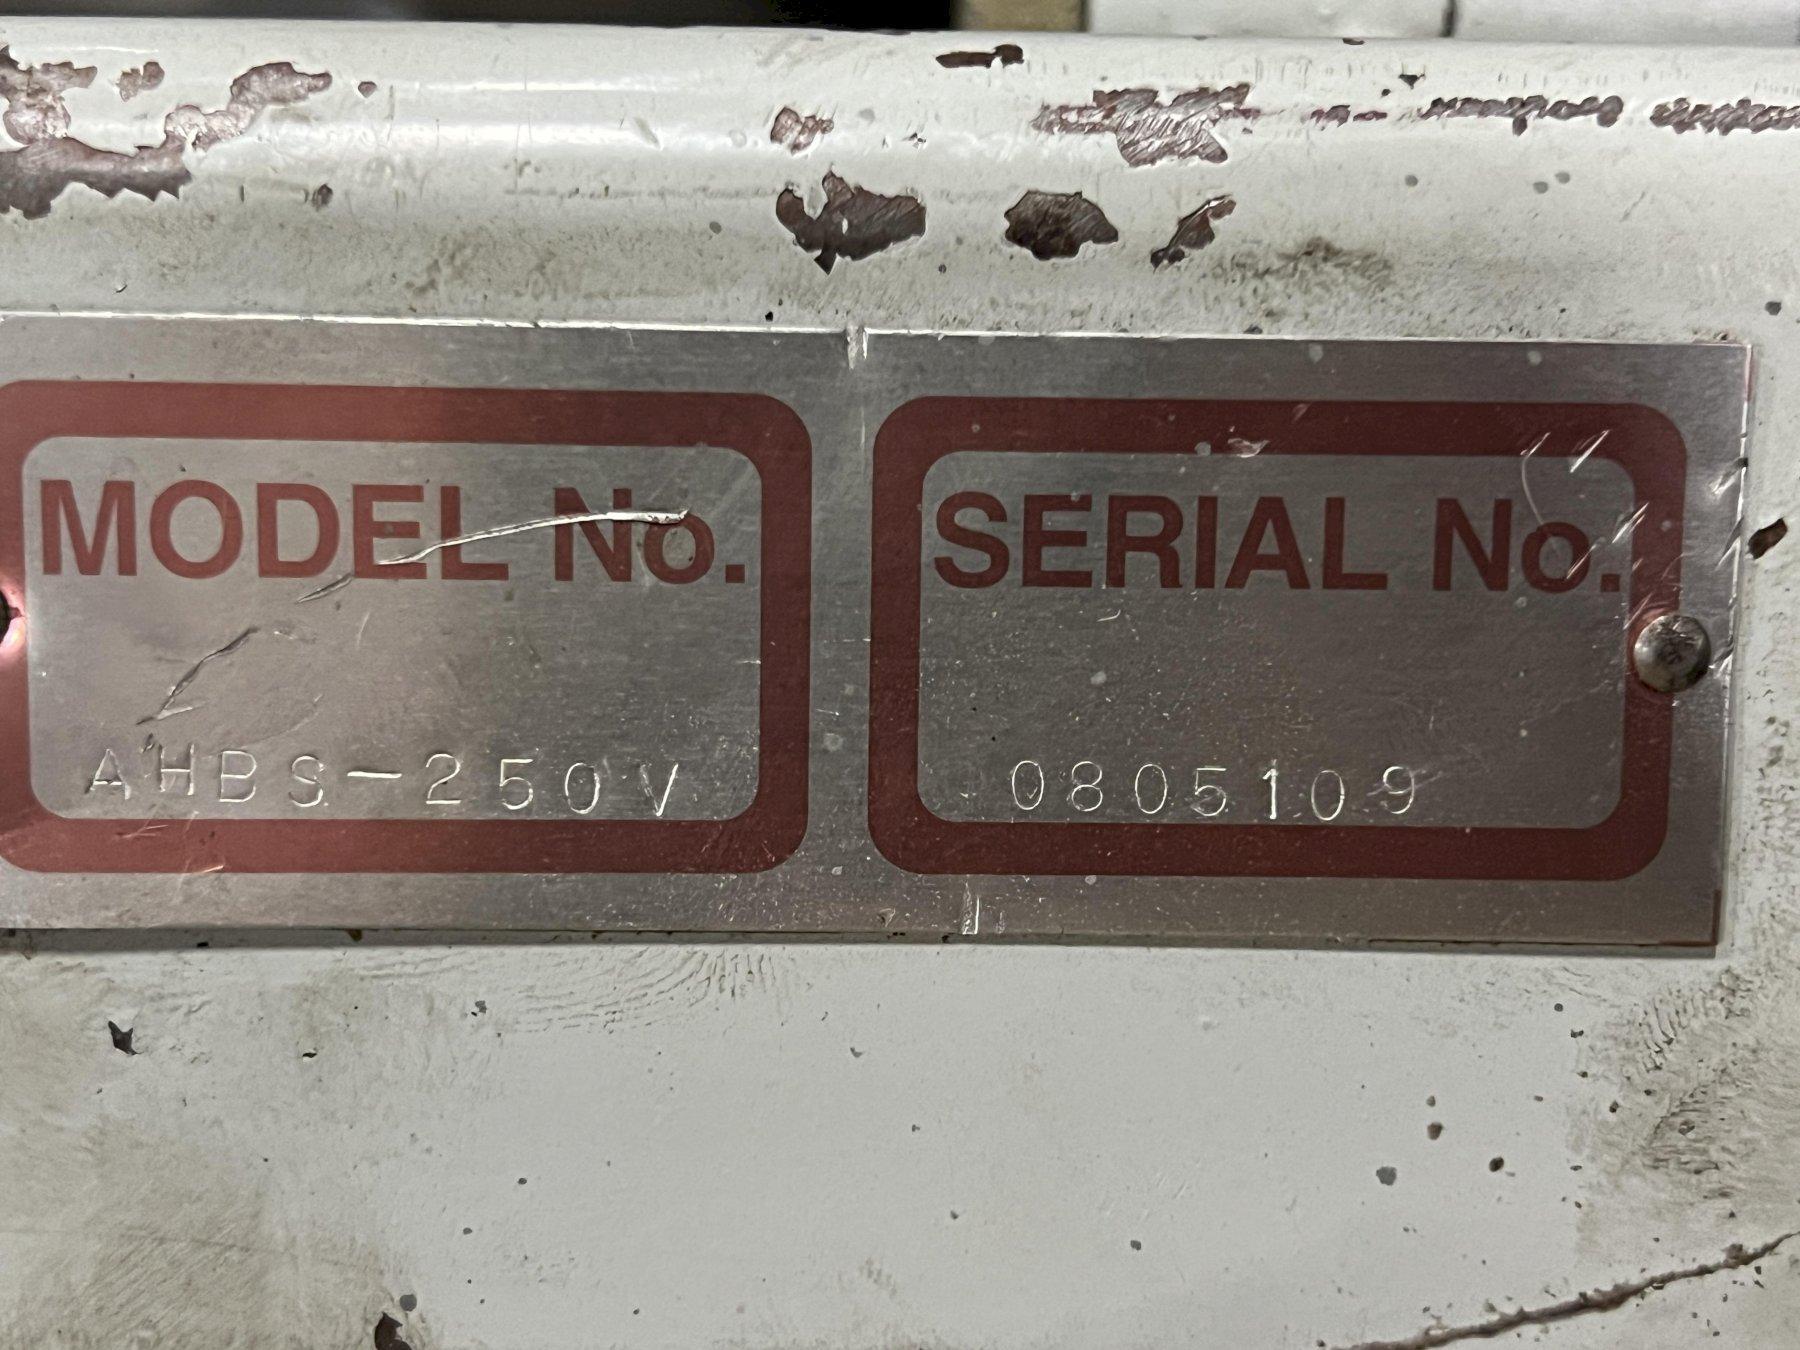 MODEL No.
AHBS-250V
SERIAL No.
0805109